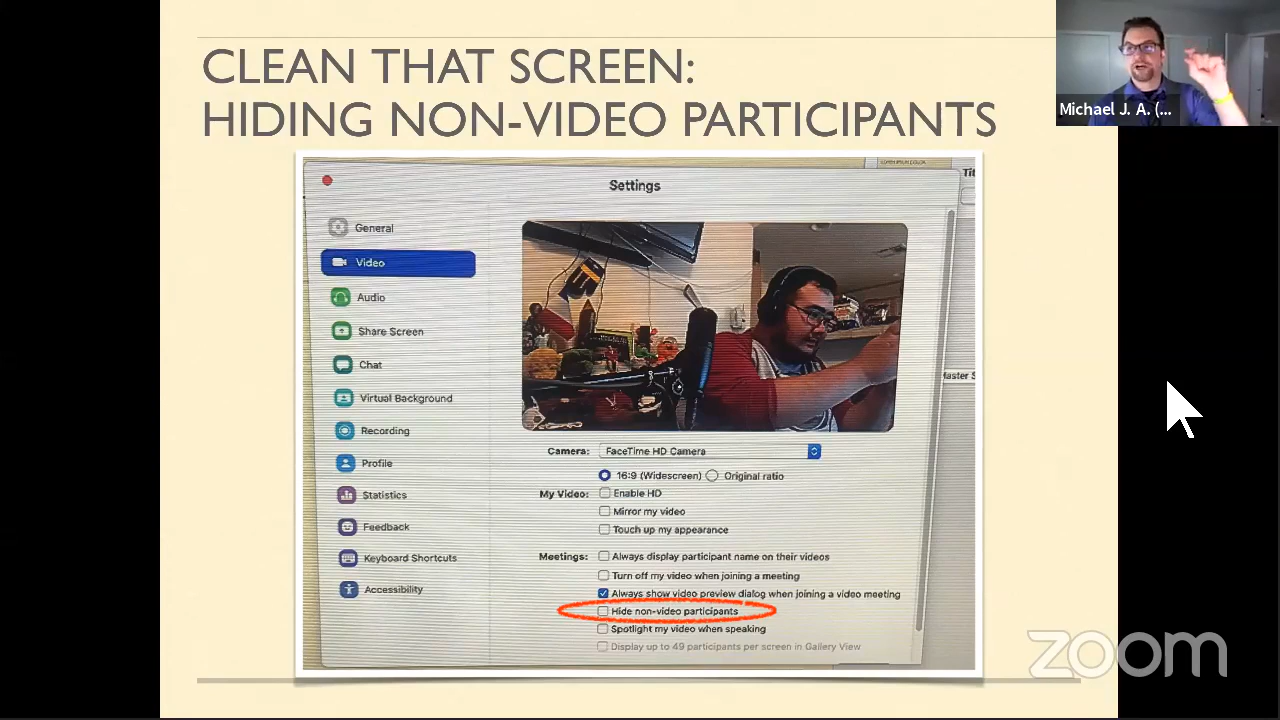 CLEAN THAT SCREEN:
HIDING NON-VIDEO PARTICIPANTS
Michael J. A. (...
Settings
General
Video
Audio
Share Screen
Chat
Virtual Background
Recording
Profile
Statistics
Feedback
Keyboard Shortcuts
Accessibility
Camera: FaceTime HD Camera
16:9 (Widescreen) Original ratio
My Video: Enable HD
Mirror my video
Touch up my appearance
Meetings: Always display participant name on their videos
Turn off my video when joining a meeting
Always show video preview dialog when joining a video meeting
Hide non-video participants
Spotlight my video when speaking
Display up to 49 participants per screen in Gallery View
zoom